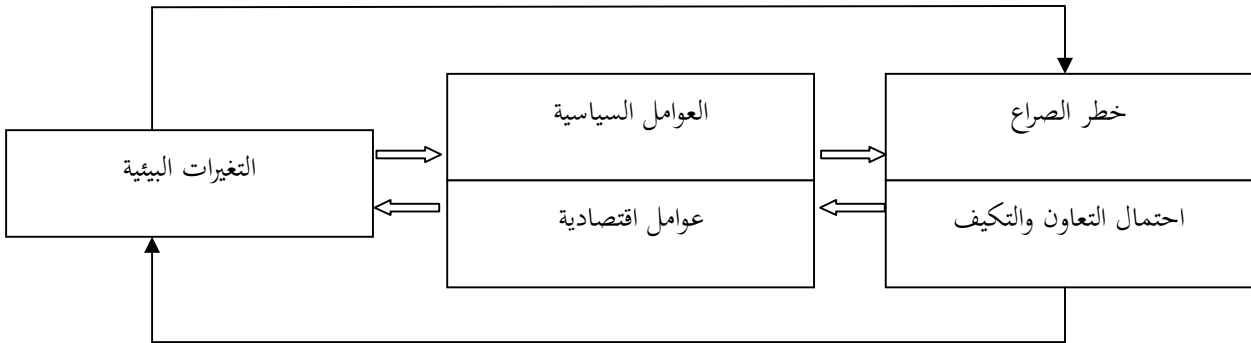 خطر الصراع
العوامل السياسية
التغيرات البيئية
احتمال التعاون والتكيف
عوامل اقتصادية